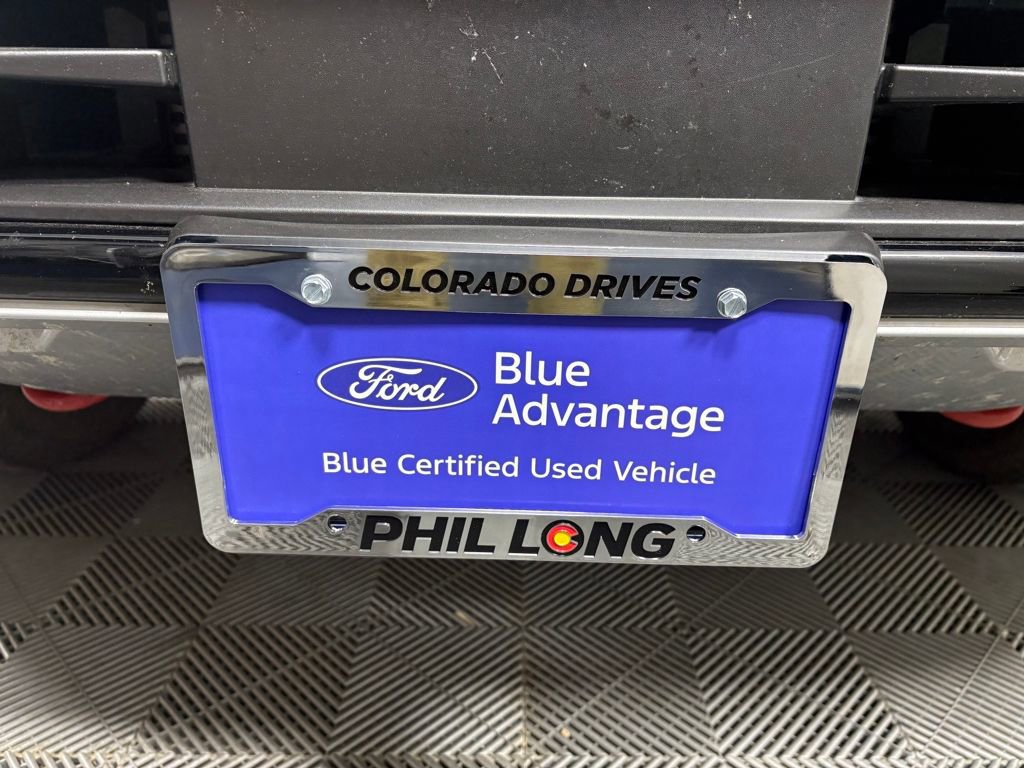 COLORADO DRIVES
Ford
Blue
Advantage
Blue Certified Used Vehicle
PHIL LONG